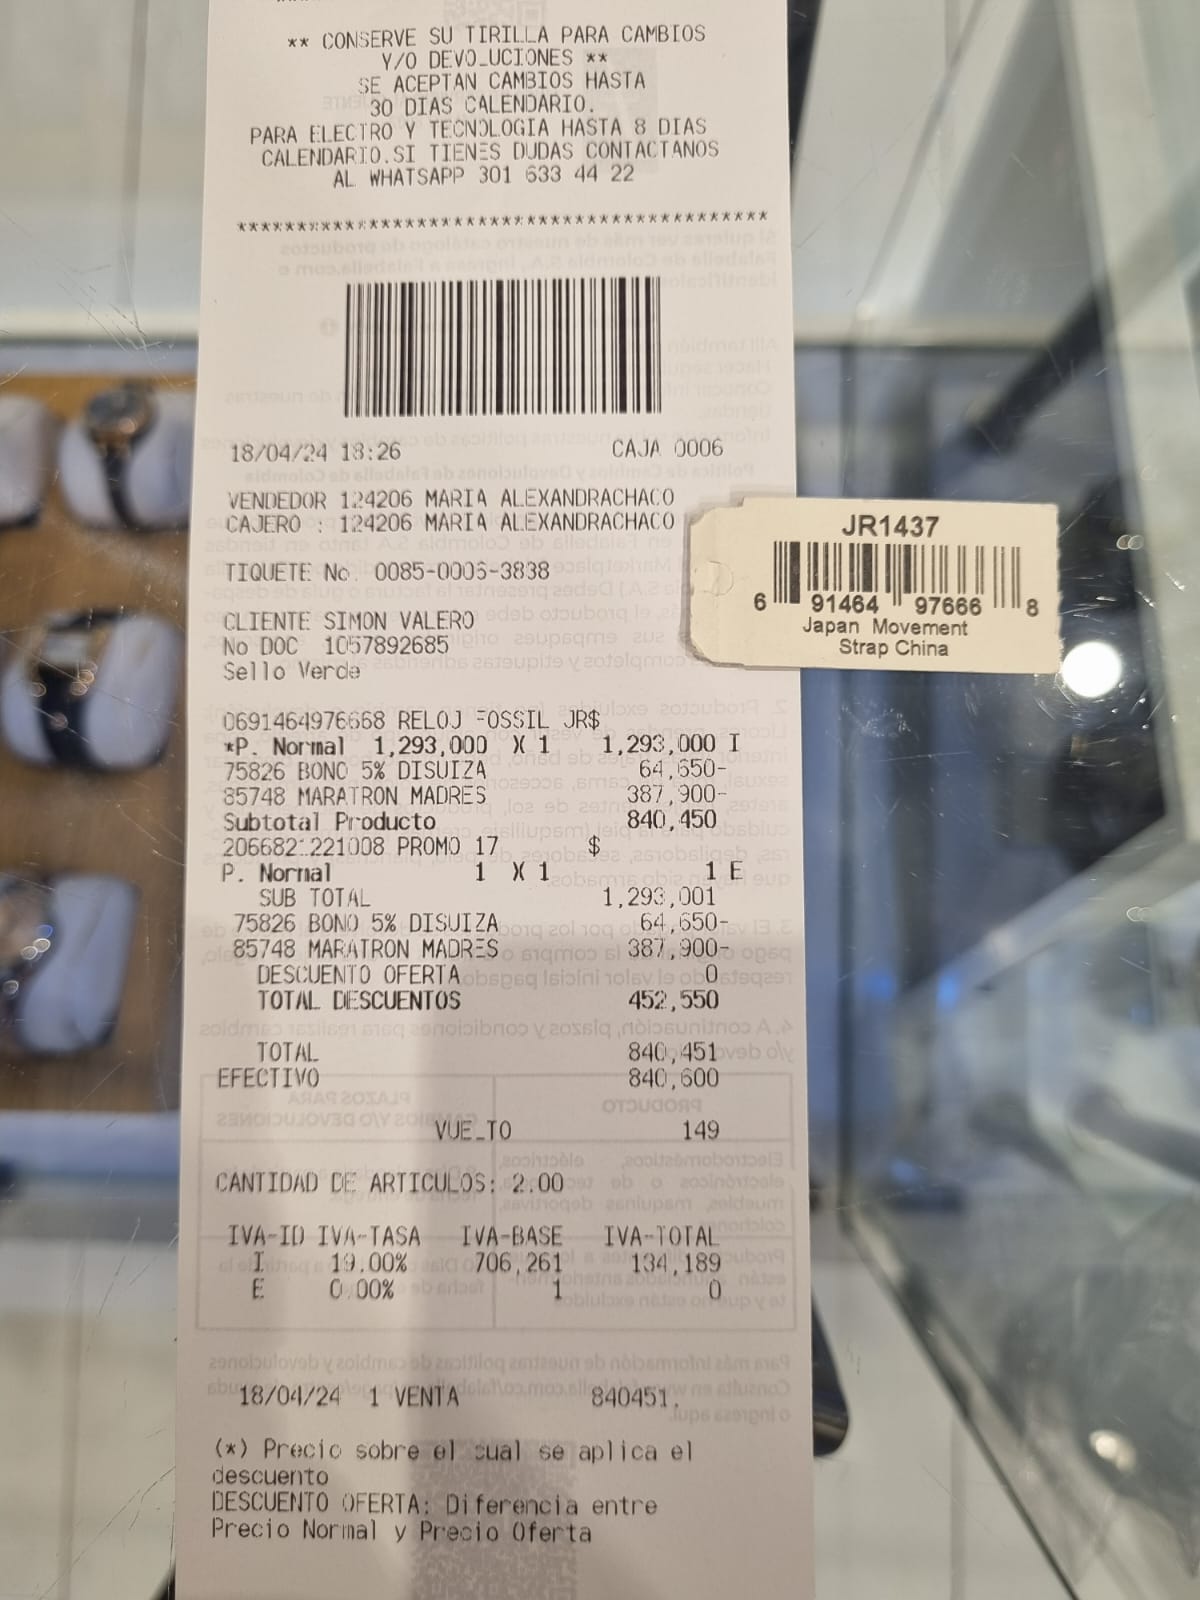 ** CONSERVE SU TIRILLA PARA CAMBIOS
Y/O DEVOLUCIONES **
SE ACEPTAN CAMBIOS HASTA
30 DIAS CALENDARIO.
PARA ELECTRO Y TECNOLOGIA HASTA 8 DIAS
CALENDARIO.SI TIENES DUDAS CONTACTANOS
AL WHATSAPP 301 633 44 22
*********************************************
18/04/24 18:26 CAJA 0006
VENDEDOR 124206 MARIA ALEXANDRACHACO
CAJERO : 124206 MARIA ALEXANDRACHACO
TIQUETE No. 0085-0006-3838
CLIENTE SIMON VALERO
No DOC 1057892685
Sello Verde
JR1437
6 91464 97666 8
Japan Movement
Strap China
0691464976668 RELOJ FOSSIL JR$
*P. Normal 1,293,000 X 1 1,293,000 I
75826 BONO 5% DISUIZA 64,650-
85748 MARATRON MADRES 387,900-
Subtotal Producto 840,450
2066821221008 PROMO 17 $
P. Normal 1 X 1 1 E
SUB TOTAL 1,293,001
75826 BONO 5% DISUIZA 64,650-
85748 MARATRON MADRES 387,900-
DESCUENTO OFERTA 0
TOTAL DESCUENTOS 452,550
TOTAL 840,451
EFECTIVO 840,600
VUELTO 149
CANTIDAD DE ARTICULOS: 2.00
IVA-ID IVA-TASA IVA-BASE IVA-TOTAL
I 19.00% 706,261 134,189
E 0.00% 1 0
18/04/24 1 VENTA 840451.
(*) Precio sobre el cual se aplica el
descuento
DESCUENTO OFERTA: Diferencia entre
Precio Normal y Precio Oferta